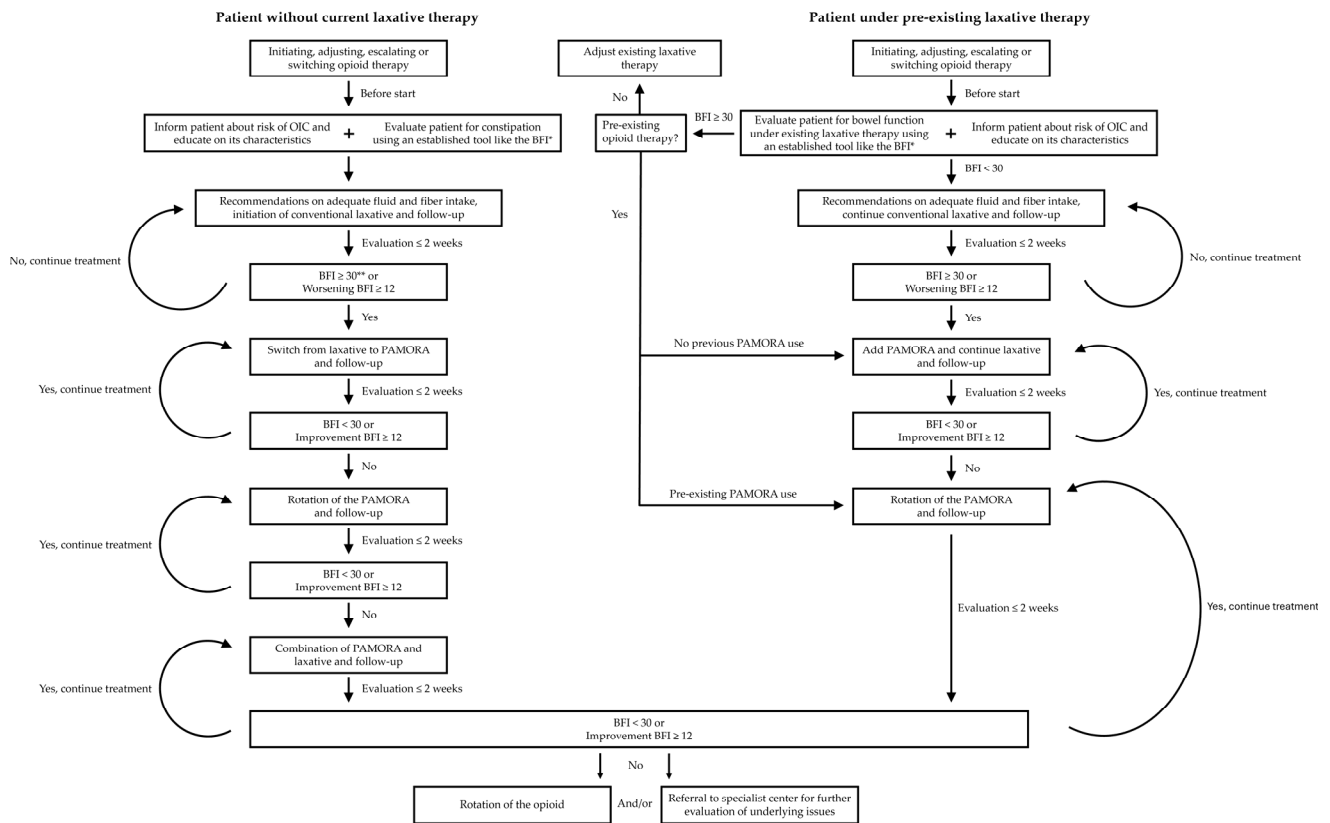 Patient without current laxative therapy
Patient under pre-existing laxative therapy
Initiating, adjusting, escalating or
switching opioid therapy
Adjust existing laxative
therapy
Initiating, adjusting, escalating or
switching opioid therapy
Before start
No
Before start
Inform patient about risk of OIC and
educate on its characteristics
+
Evaluate patient for constipation
using an established tool like the BFI*
Pre-existing
opioid therapy?
BFI ≥ 30
Evaluate patient for bowel function
under existing laxative therapy using
an established tool like the BFI*
+
Inform patient about risk of OIC and
educate on its characteristics
BFI < 30
Recommendations on adequate fluid and fiber intake,
initiation of conventional laxative and follow-up
Yes
Recommendations on adequate fluid and fiber intake,
continue conventional laxative and follow-up
Evaluation ≤ 2 weeks
Evaluation ≤ 2 weeks
No, continue treatment
No, continue treatment
BFI ≥ 30** or
Worsening BFI ≥ 12
BFI ≥ 30 or
Worsening BFI ≥ 12
Yes
Yes
Switch from laxative to PAMORA
and follow-up
No previous PAMORA use
Add PAMORA and continue laxative
and follow-up
Yes, continue treatment
Evaluation ≤ 2 weeks
Evaluation ≤ 2 weeks
Yes, continue treatment
BFI < 30 or
Improvement BFI ≥ 12
BFI < 30 or
Improvement BFI ≥ 12
No
No
Rotation of the PAMORA
and follow-up
Pre-existing PAMORA use
Rotation of the PAMORA
and follow-up
Yes, continue treatment
Evaluation ≤ 2 weeks
BFI < 30 or
Improvement BFI ≥ 12
No
Evaluation ≤ 2 weeks
Yes, continue treatment
Combination of PAMORA and
laxative and follow-up
Yes, continue treatment
Evaluation ≤ 2 weeks
BFI < 30 or
Improvement BFI ≥ 12
No
Rotation of the opioid
And/or
Referral to specialist center for further
evaluation of underlying issues